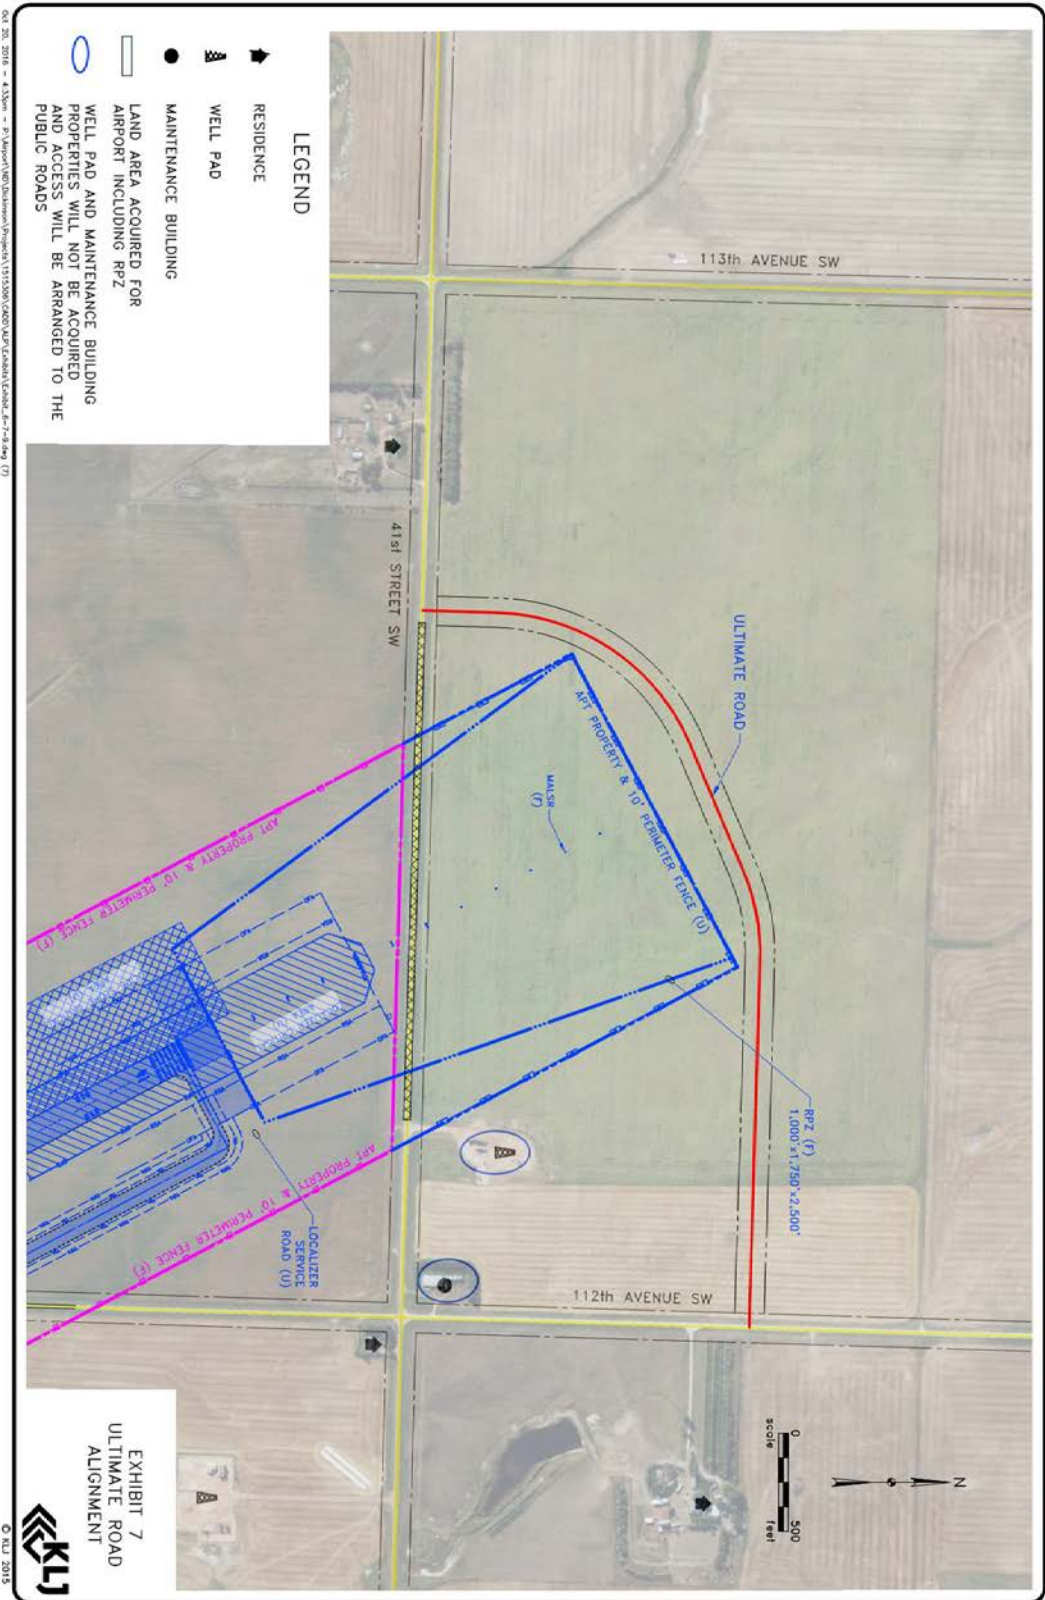 LEGEND
RESIDENCE
WELL PAD
MAINTENANCE BUILDING
LAND AREA ACQUIRED FOR
AIRPORT INCLUDING RPZ
WELL PAD AND MAINTENANCE BUILDING
PROPERTIES WILL NOT BE ACQUIRED
AND ACCESS WILL BE ARRANGED TO THE
PUBLIC ROADS
113th AVENUE SW
41st STREET SW
ULTIMATE ROAD
APT PROPERTY & 10' PERIMETER FENCE (U)
MALSR
(F)
APT PROPERTY & 10' PERIMETER FENCE (F)
RPZ (F)
1,000'x1,750'x2,500'
APT PROPERTY & 10' PERIMETER FENCE (F)
LOCALIZER
SERVICE
ROAD (U)
112th AVENUE SW
N
0 500
scale feet
EXHIBIT 7
ULTIMATE ROAD
ALIGNMENT
KLJ
© KLJ 2015